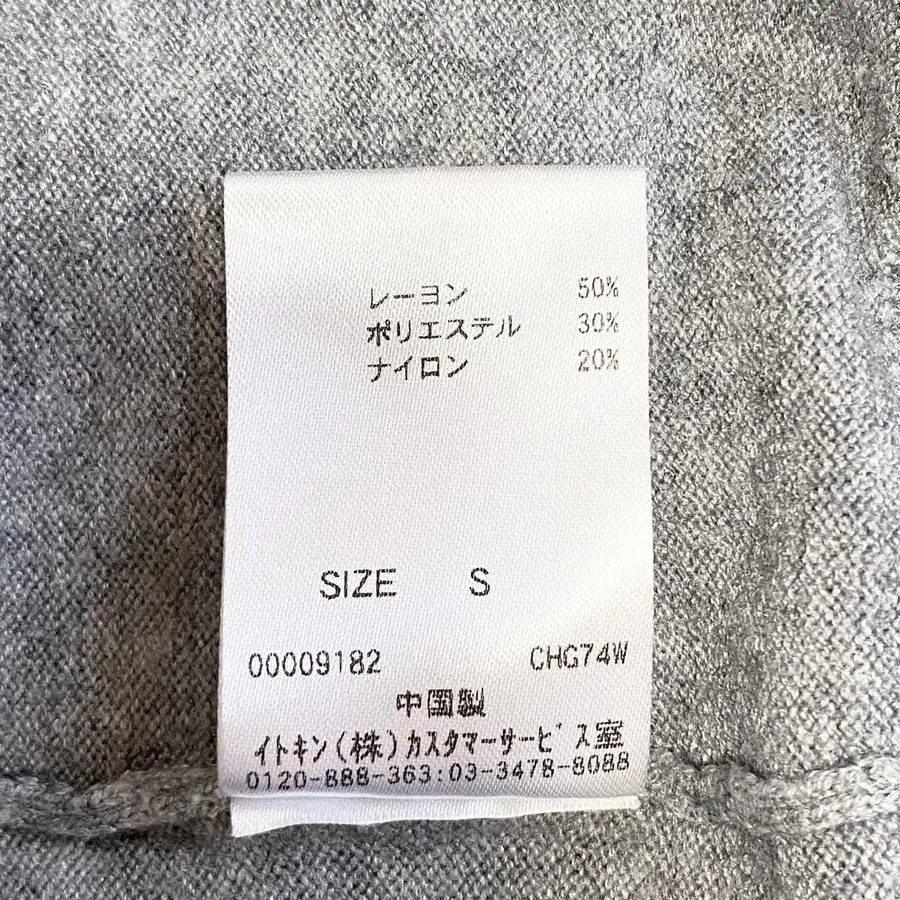 レーヨン 50%
ポリエステル 30%
ナイロン 20%
SIZE S
00009182 CHG74W
中国製
イトキン(株)カスタマーサービス室
0120-888-363:03-3478-8088